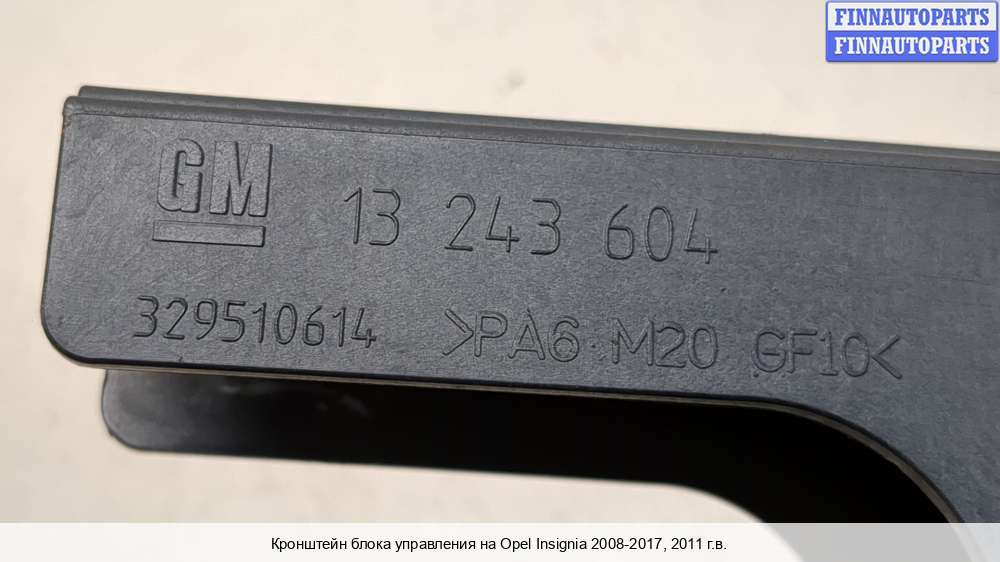 FINNAUTOPARTS
FINNAUTOPARTS
GM 13 243 604
329510614 >PA6 M20 GF10<
Кронштейн блока управления на Opel Insignia 2008-2017, 2011 г.в.